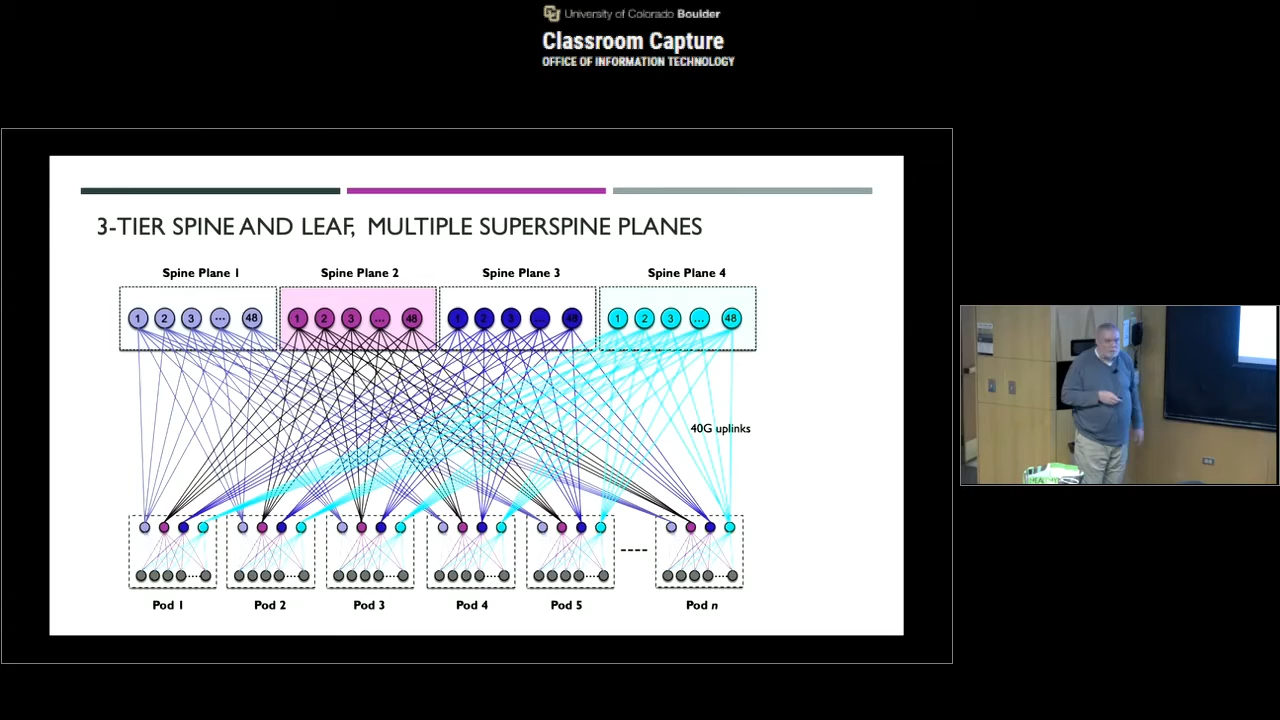 University of Colorado Boulder
Classroom Capture
OFFICE OF INFORMATION TECHNOLOGY
3-TIER SPINE AND LEAF, MULTIPLE SUPERSPINE PLANES
Spine Plane 1 Spine Plane 2 Spine Plane 3 Spine Plane 4
1 2 3 ... 48 1 2 3 ... 48 1 2 3 ... 48 1 2 3 ... 48
40G uplinks
Pod 1 Pod 2 Pod 3 Pod 4 Pod 5 Pod n